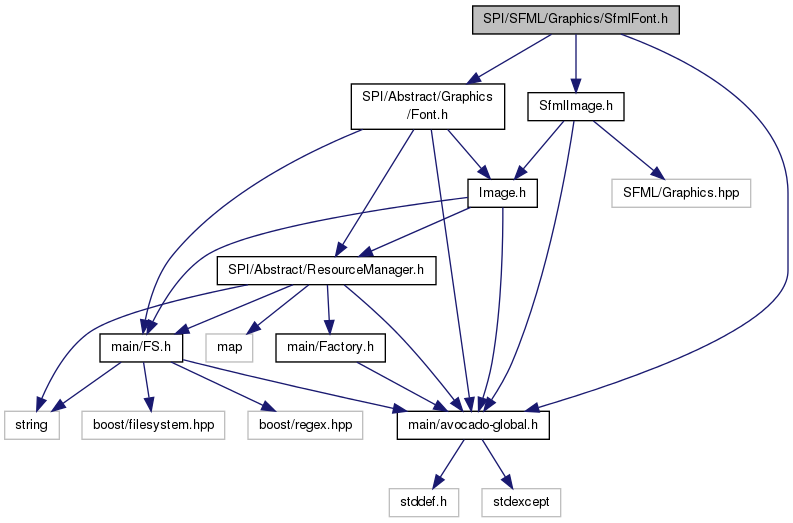 SPI/SFML/Graphics/SfmlFont.h
SPI/Abstract/Graphics
/Font.h
SfmlImage.h
Image.h
SFML/Graphics.hpp
SPI/Abstract/ResourceManager.h
main/FS.h
map
main/Factory.h
string
boost/filesystem.hpp
boost/regex.hpp
main/avocado-global.h
stddef.h
stdexcept